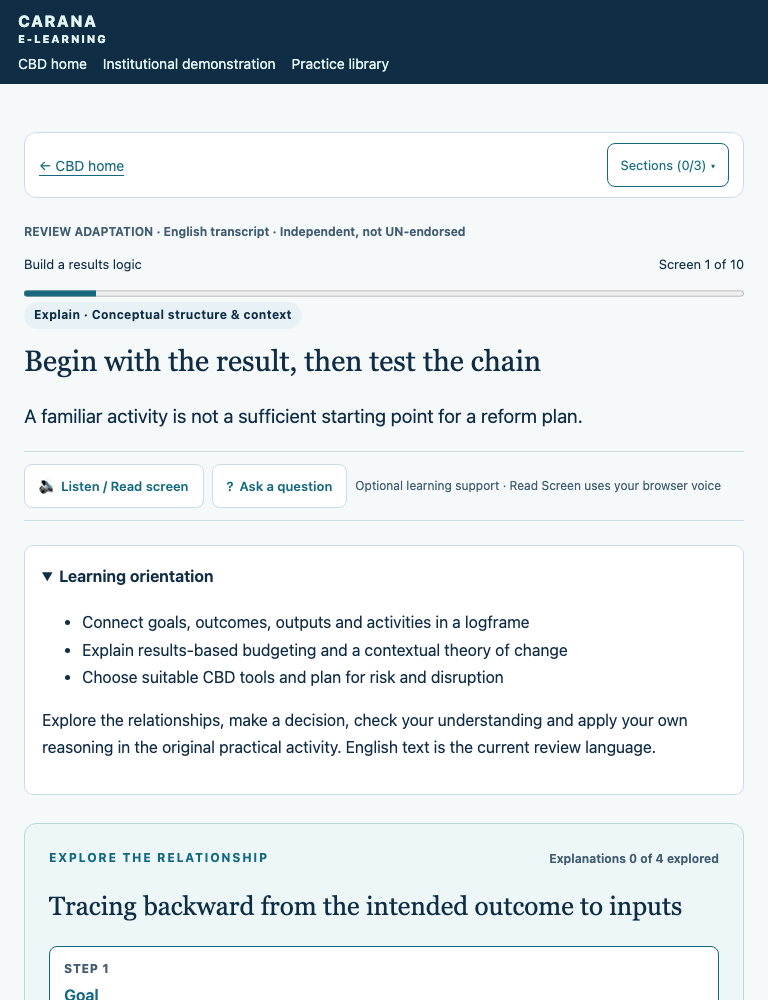 CARANA
E-LEARNING
CBD home Institutional demonstration Practice library
← CBD home
Sections (0/3) ▾
REVIEW ADAPTATION · English transcript · Independent, not UN-endorsed
Build a results logic
Screen 1 of 10
Explain · Conceptual structure & context
Begin with the result, then test the chain
A familiar activity is not a sufficient starting point for a reform plan.
🔊 Listen / Read screen
? Ask a question
Optional learning support · Read Screen uses your browser voice
▼ Learning orientation
• Connect goals, outcomes, outputs and activities in a logframe
• Explain results-based budgeting and a contextual theory of change
• Choose suitable CBD tools and plan for risk and disruption
Explore the relationships, make a decision, check your understanding and apply your own
reasoning in the original practical activity. English text is the current review language.
EXPLORE THE RELATIONSHIP
Explanations 0 of 4 explored
Tracing backward from the intended outcome to inputs
STEP 1
Goal